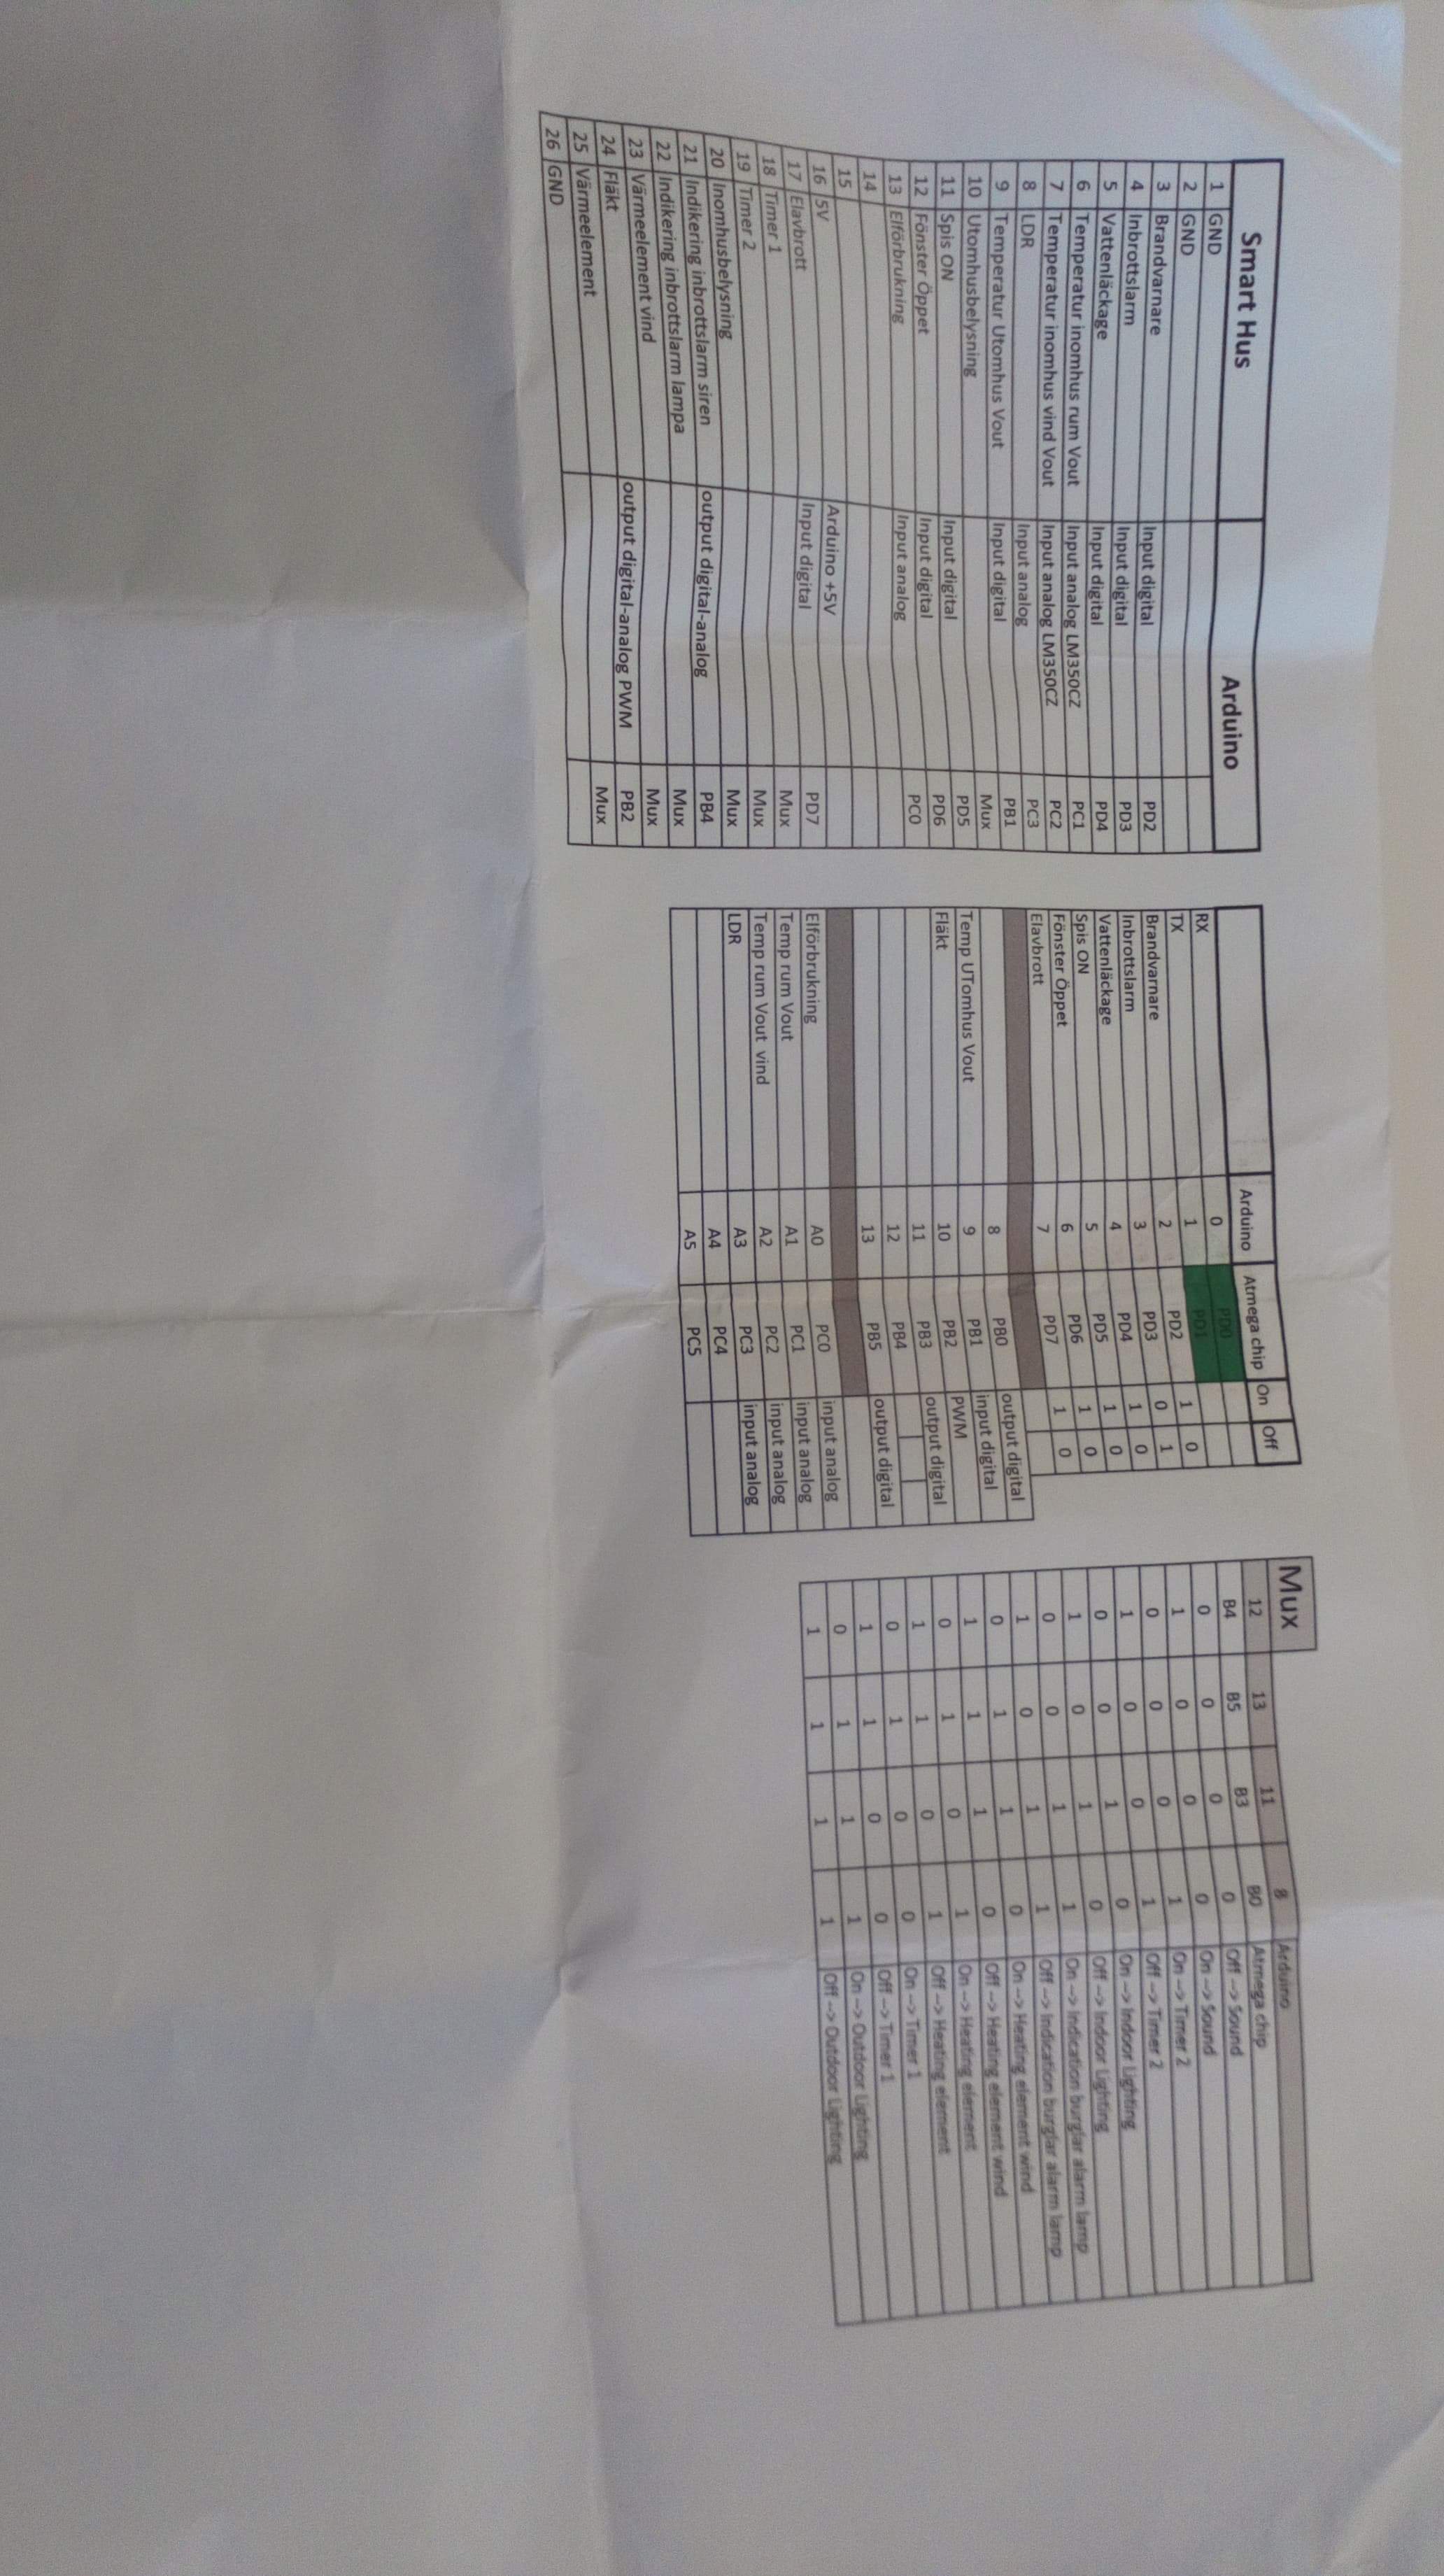 Smart Hus Arduino
1 GND
2 GND
3 Brandvarnare Input digital PD2
4 Inbrottslarm Input digital PD3
5 Vattenläckage Input digital PD4
6 Temperatur inomhus rum Vout Input analog LM350CZ PC1
7 Temperatur inomhus vind Vout Input analog LM350CZ PC2
8 LDR Input analog PC3
9 Temperatur Utomhus Vout Input digital PB1
10 Utomhusbelysning Mux
11 Spis ON Input digital PD5
12 Fönster Öppet Input digital PD6
13 Elförbrukning Input analog PC0
14
15
16 5V Arduino +5V
17 Elavbrott Input digital PD7
18 Timer 1 Mux
19 Timer 2 Mux
20 Inomhusbelysning Mux
21 Indikering inbrottslarm siren output digital-analog PB4
22 Indikering inbrottslarm lampa Mux
23 Värmeelement vind Mux
24 Fläkt output digital-analog PWM PB2
25 Värmeelement Mux
26 GND
Arduino Atmega chip On Off
RX 0 PD0
TX 1 PD1
Brandvarnare 2 PD2 1 0
Inbrottslarm 3 PD3 0 1
Vattenläckage 4 PD4 1 0
Spis ON 5 PD5 1 0
Fönster Öppet 6 PD6 1 0
Elavbrott 7 PD7 1 0
8 PB0 output digital
Temp UTomhus Vout 9 PB1 input digital
Fläkt 10 PB2 PWM
11 PB3 output digital
12 PB4
13 PB5 output digital
Elförbrukning A0 PC0 input analog
Temp rum Vout A1 PC1 input analog
Temp rum Vout vind A2 PC2 input analog
LDR A3 PC3 input analog
A4 PC4
A5 PC5
Mux
12 13 11 8 Arduino
B4 B5 B3 B0 Atmega chip
0 0 0 0 Off --> Sound
1 0 0 0 On --> Sound
0 0 0 1 On --> Timer 2
1 0 0 1 Off --> Timer 2
0 0 1 0 On --> Indoor Lighting
1 0 1 0 Off --> Indoor Lighting
0 0 1 1 On --> Indication burglar alarm lamp
1 0 1 1 Off --> Indication burglar alarm lamp
0 1 1 0 On --> Heating element wind
1 1 1 0 Off --> Heating element wind
0 1 0 1 On --> Heating element
1 1 0 1 Off --> Heating element
0 1 0 0 On --> Timer 1
1 1 0 0 Off --> Timer 1
0 1 1 1 On --> Outdoor Lighting
1 1 1 1 Off --> Outdoor Lighting